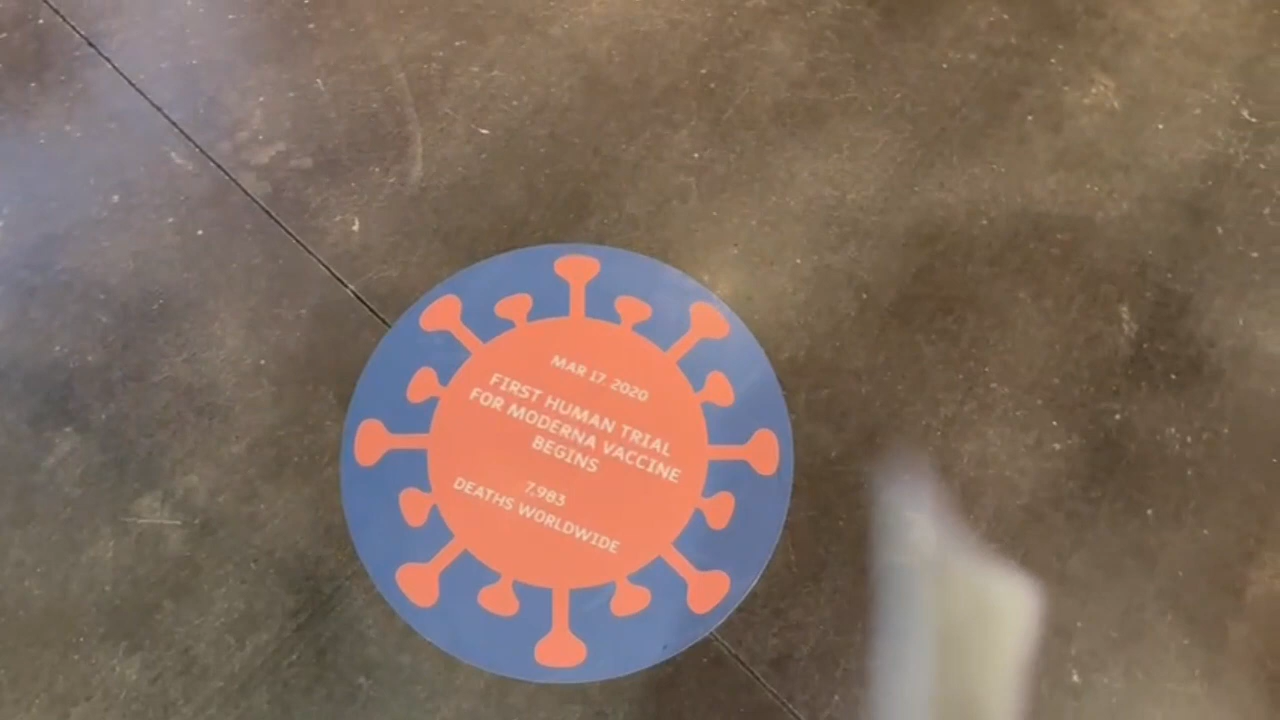 MAR 17, 2020
FIRST HUMAN TRIAL
FOR MODERNA VACCINE
BEGINS
7,983
DEATHS WORLDWIDE